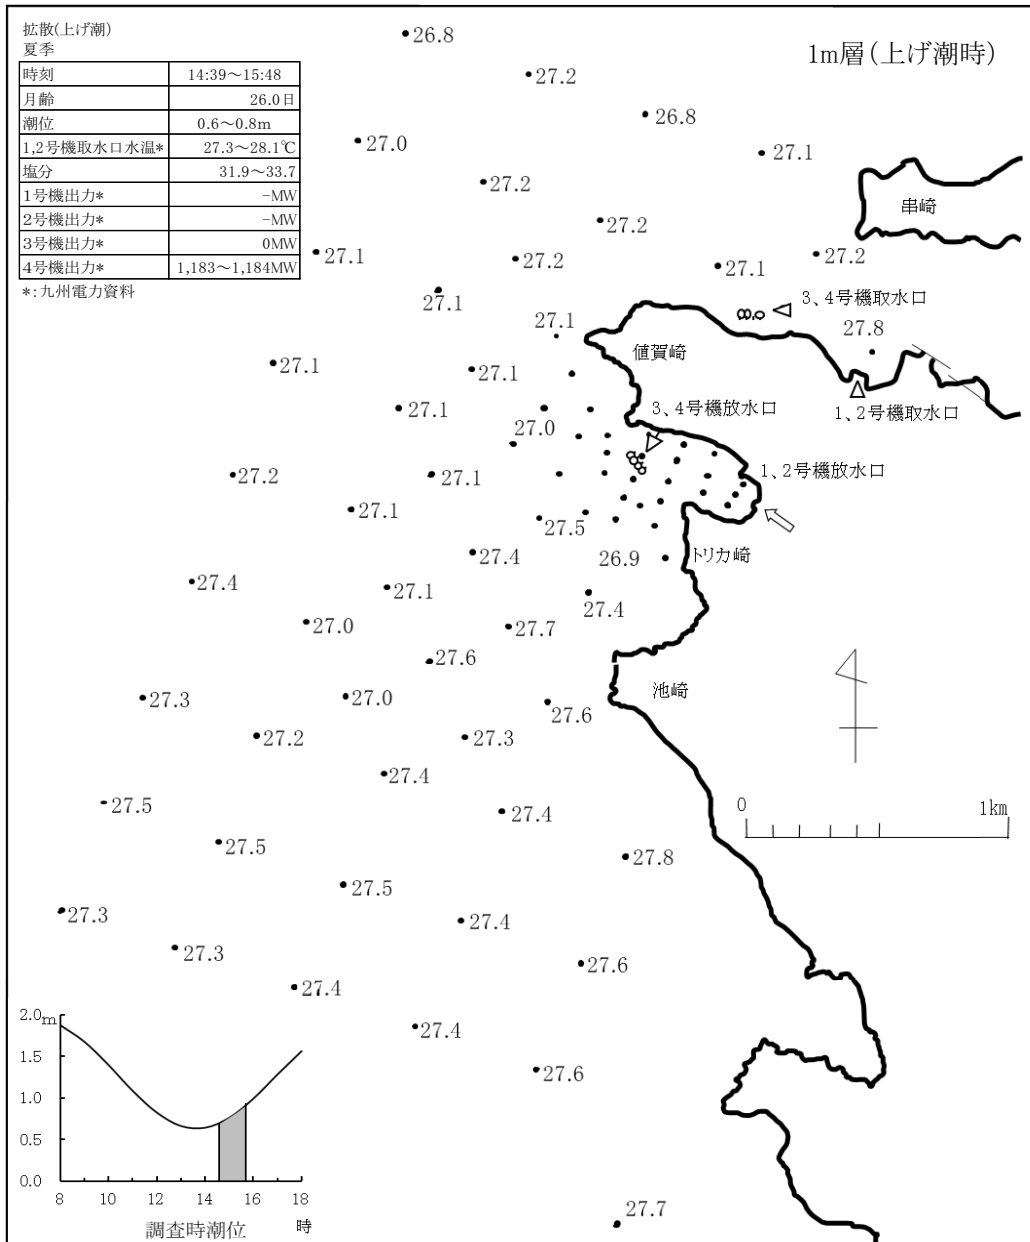 拡散(上げ潮)
夏季
時刻 14:39～15:48
月齢 26.0日
潮位 0.6～0.8m
1,2号機取水口水温* 27.3～28.1℃
塩分 31.9～33.7
1号機出力* -MW
2号機出力* -MW
3号機出力* 0MW
4号機出力* 1,183～1,184MW
*:九州電力資料
1m層(上げ潮時)
26.8
27.2
26.8
27.0
27.1
27.2
串崎
27.2
27.1
27.2
27.1
27.2
27.1
3、4号機取水口
27.1
27.8
値賀崎
27.1
27.1
27.1
3、4号機放水口
1、2号機取水口
27.0
27.2
27.1
1、2号機放水口
27.1
27.5
27.4
26.9
トリカ崎
27.4
27.1
27.4
27.0
27.7
27.6
池崎
27.3
27.0
27.6
27.2
27.3
27.4
27.5
27.4
0 1km
27.5
27.8
27.5
27.3
27.4
27.3
27.6
27.4
27.4
27.6
27.7
2.0 m
1.5
1.0
0.5
0.0
8 10 12 14 16 18
調査時潮位 時